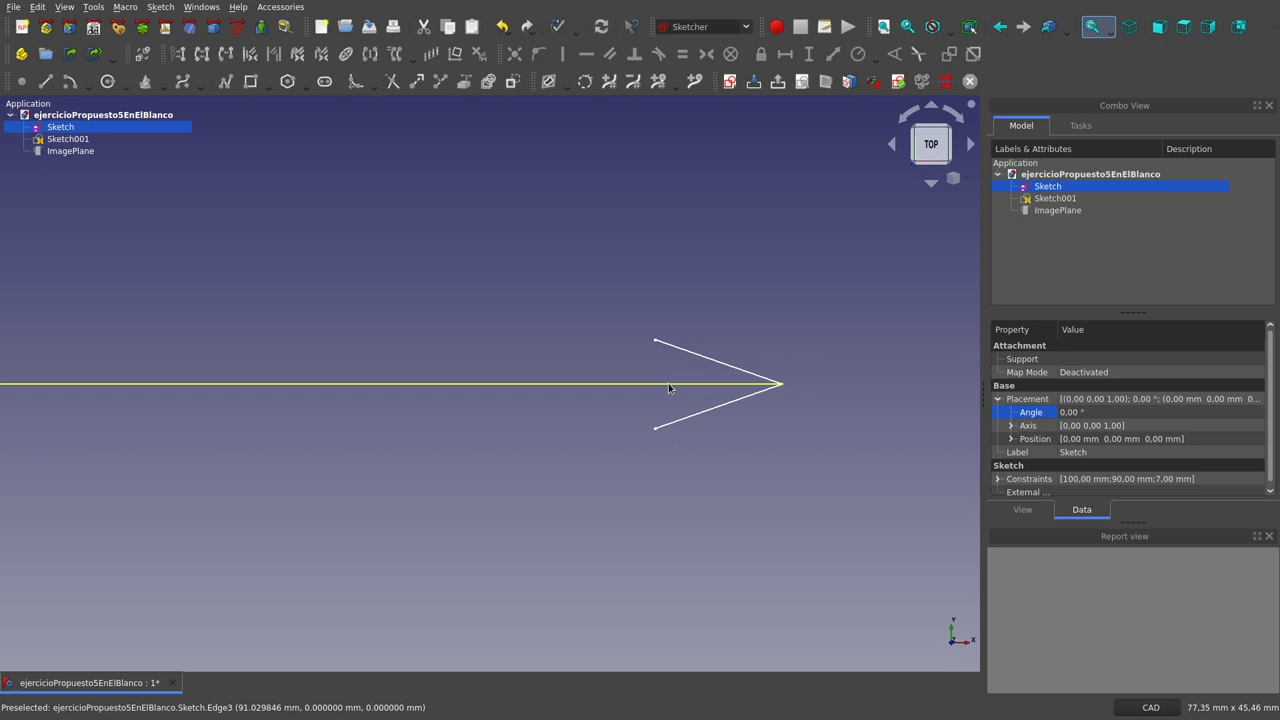 File Edit View Tools Macro Sketch Windows Help Accessories
Sketcher
Application
ejercicioPropuesto5EnElBlanco
Sketch
Sketch001
ImagePlane
TOP
Combo View
Model Tasks
Labels & Attributes Description
Application
ejercicioPropuesto5EnElBlanco
Sketch
Sketch001
ImagePlane
Property Value
Attachment
Support
Map Mode Deactivated
Base
Placement [(0,00 0,00 1,00); 0,00 °; (0,00 mm 0,00 mm 0...
Angle 0,00 °
Axis [0,00 0,00 1,00]
Position [0,00 mm 0,00 mm 0,00 mm]
Label Sketch
Sketch
Constraints [100,00 mm;90,00 mm;7,00 mm]
External ...
View Data
Report view
Y
Z
X
ejercicioPropuesto5EnElBlanco : 1*
Preselected: ejercicioPropuesto5EnElBlanco.Sketch.Edge3 (91.029846 mm, 0.000000 mm, 0.000000 mm)
CAD
77,35 mm x 45,46 mm